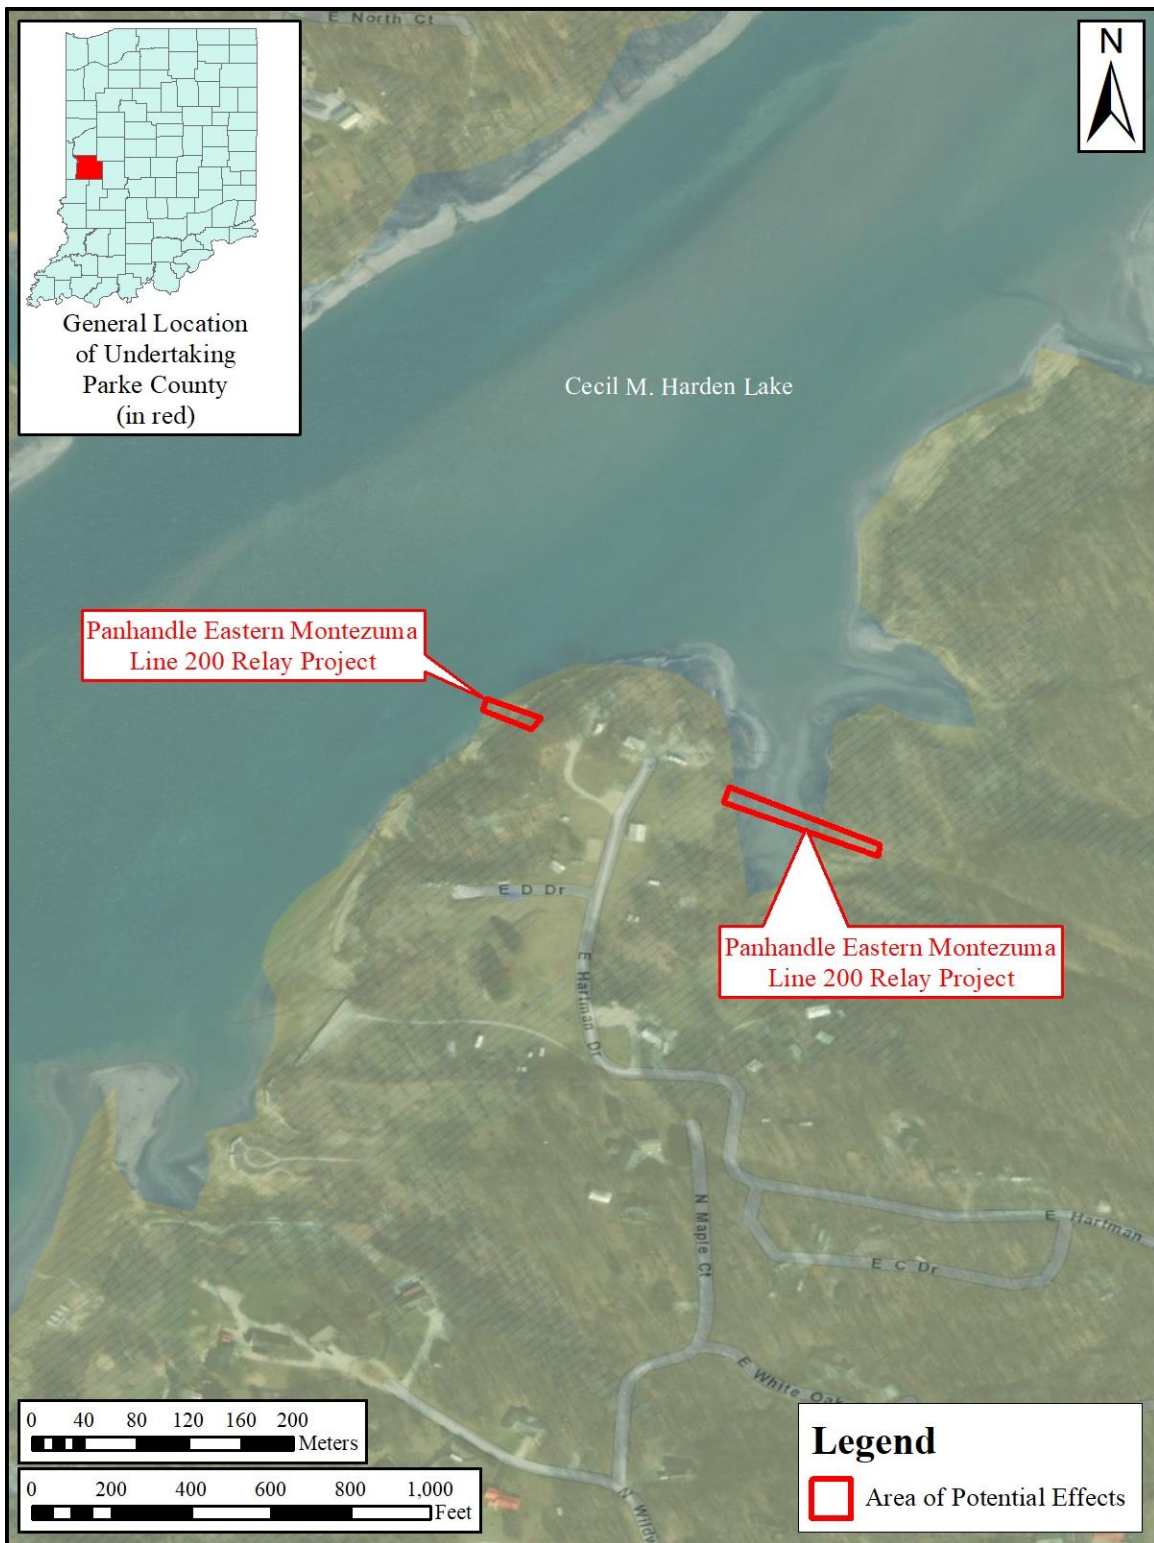 E North Ct
N
General Location
of Undertaking
Parke County
(in red)
Cecil M. Harden Lake
Panhandle Eastern Montezuma
Line 200 Relay Project
E D Dr
E Hartman Dr
Panhandle Eastern Montezuma
Line 200 Relay Project
N Maple Ct
E Hartman
E C Dr
E White Oak
N Wildw
0 40 80 120 160 200
Meters
0 200 400 600 800 1,000
Feet
Legend
Area of Potential Effects